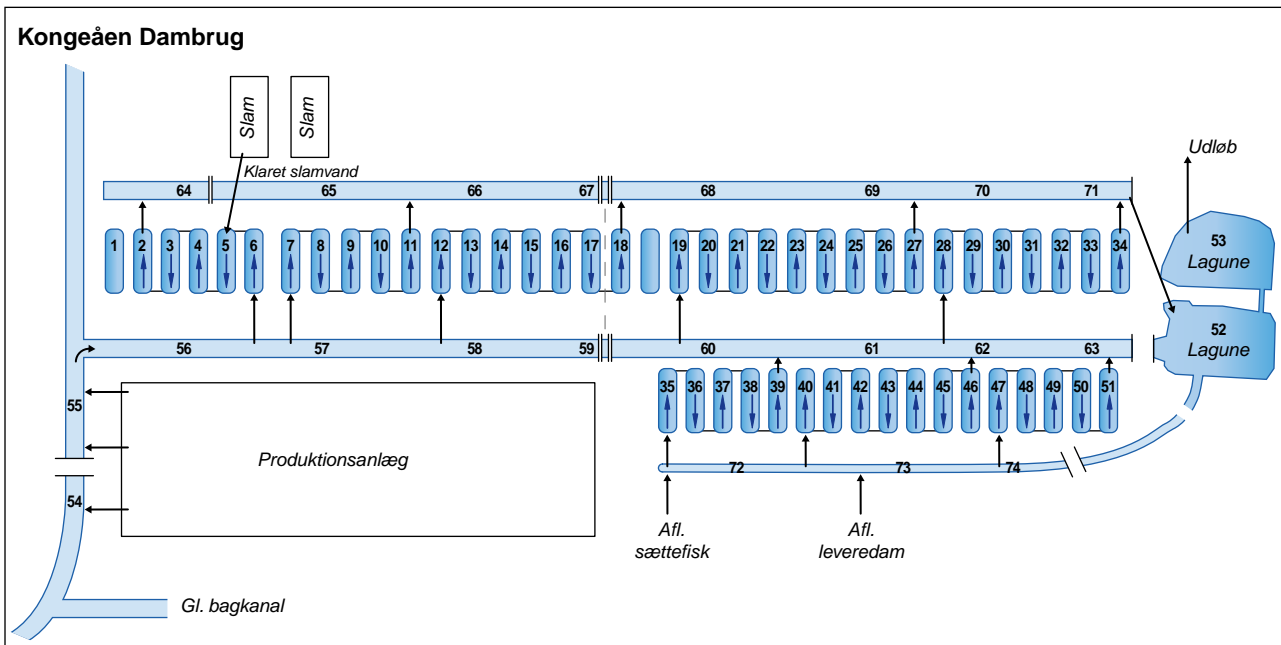 Kongeåen Dambrug
Slam
Slam
Klaret slamvand
Udløb
64 65 66 67 68 69 70 71
1 2 3 4 5 6 7 8 9 10 11 12 13 14 15 16 17 18 19 20 21 22 23 24 25 26 27 28 29 30 31 32 33 34
53
Lagune
52
Lagune
56 57 58 59 60 61 62 63
35 36 37 38 39 40 41 42 43 44 45 46 47 48 49 50 51
55
Produktionsanlæg
72 73 74
54
Afl.
sættefisk
Afl.
leveredam
Gl. bagkanal